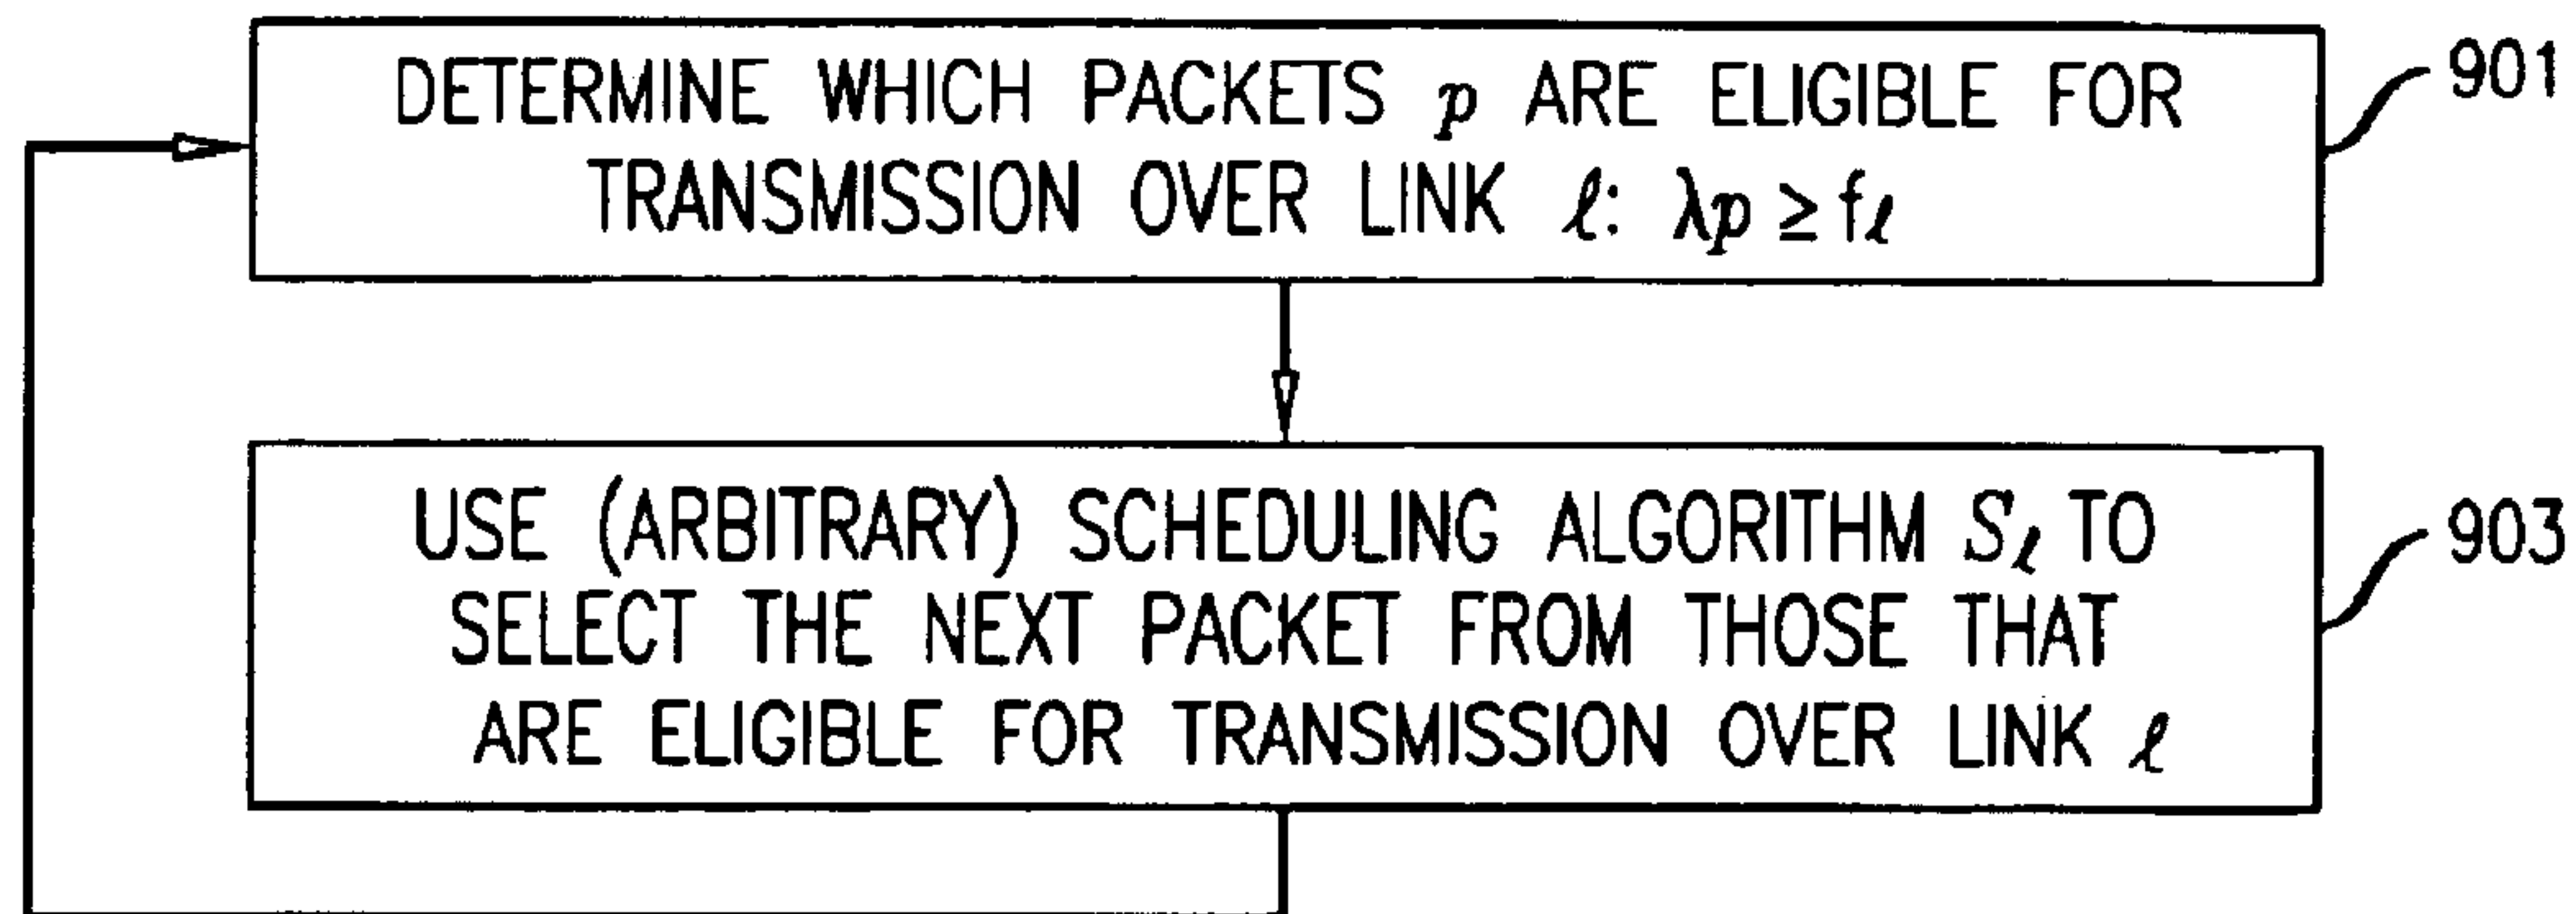 DETERMINE WHICH PACKETS p ARE ELIGIBLE FOR
TRANSMISSION OVER LINK ℓ: λp ≥ fℓ
901
USE (ARBITRARY) SCHEDULING ALGORITHM Sℓ TO
SELECT THE NEXT PACKET FROM THOSE THAT
ARE ELIGIBLE FOR TRANSMISSION OVER LINK ℓ
903